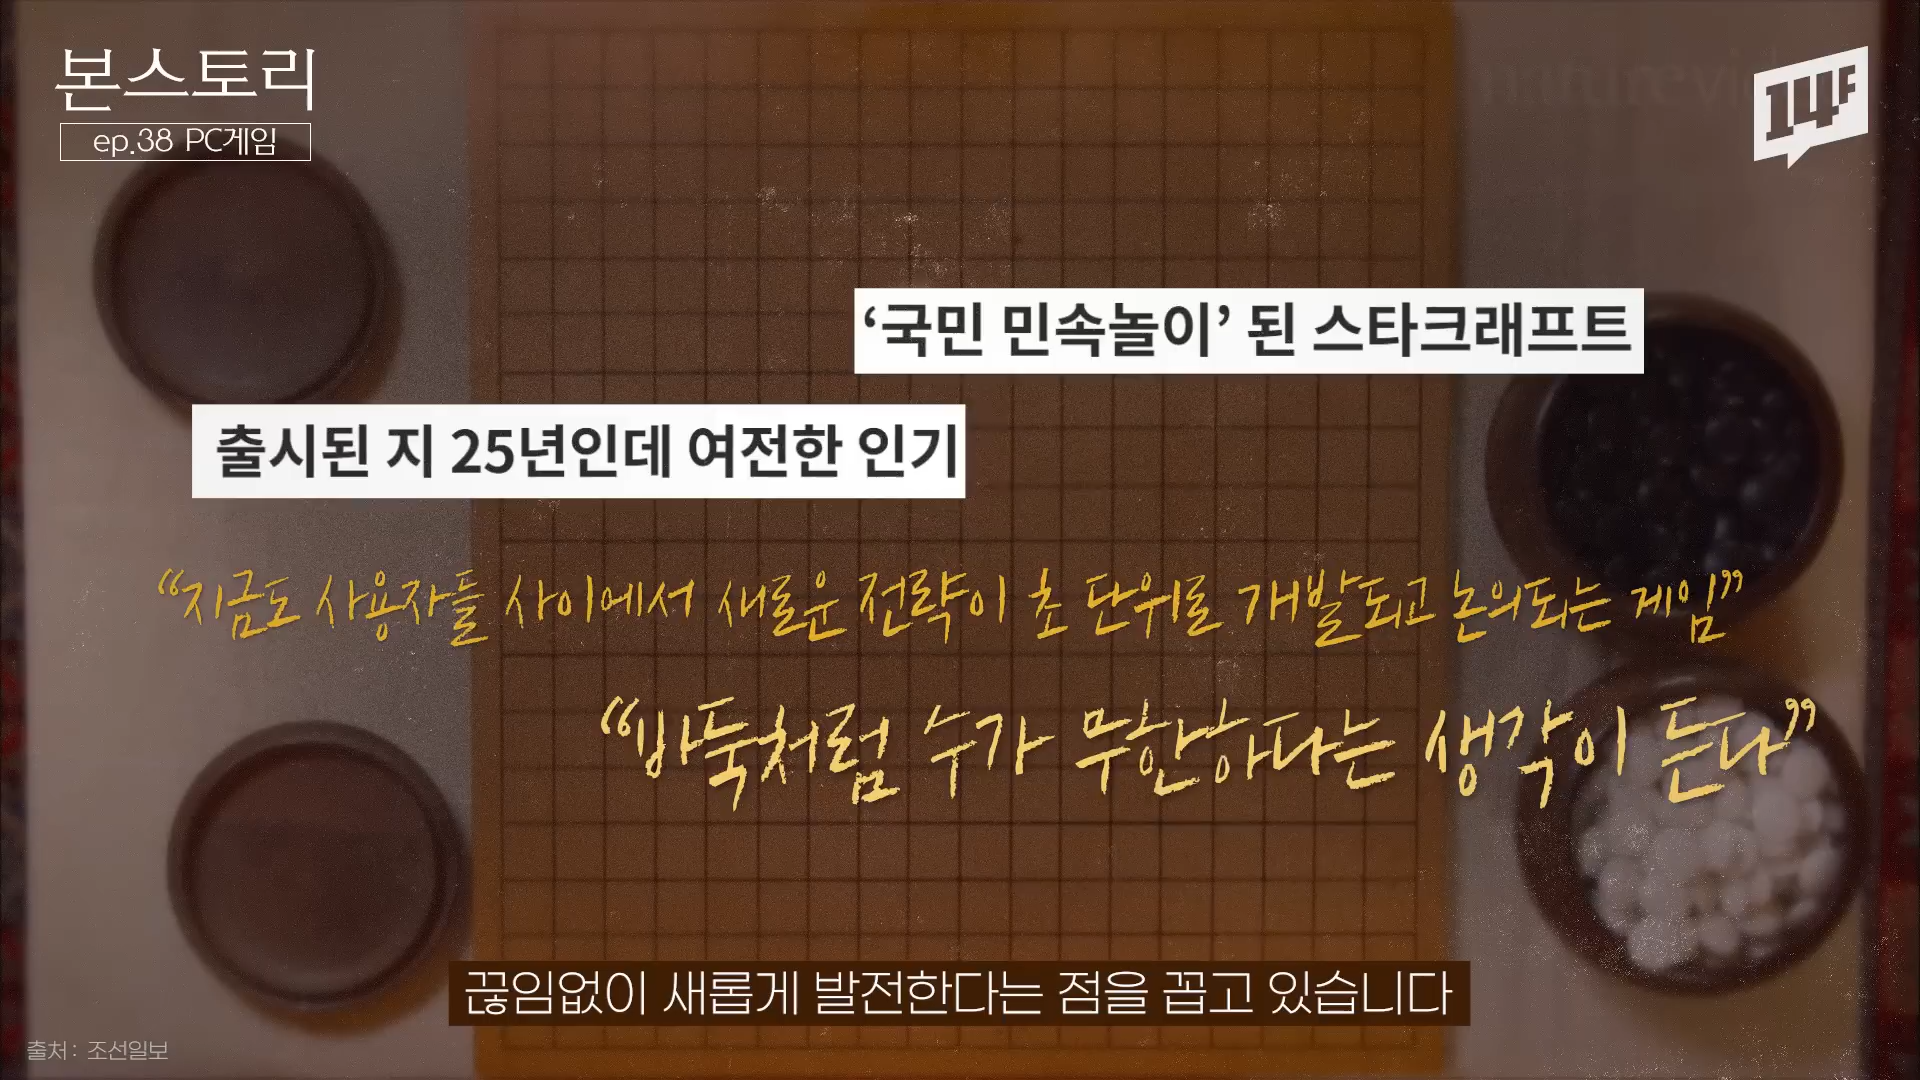 본스토리
ep.38 PC게임
14F
nature vi
‘국민 민속놀이’ 된 스타크래프트
출시된 지 25년인데 여전한 인기
“지금도 사용자들 사이에서 새로운 전략이 초 단위로 개발되고 논의되는 게임”
“바둑처럼 수가 무한하다는 생각이 든다”
끊임없이 새롭게 발전한다는 점을 꼽고 있습니다
출처 : 조선일보